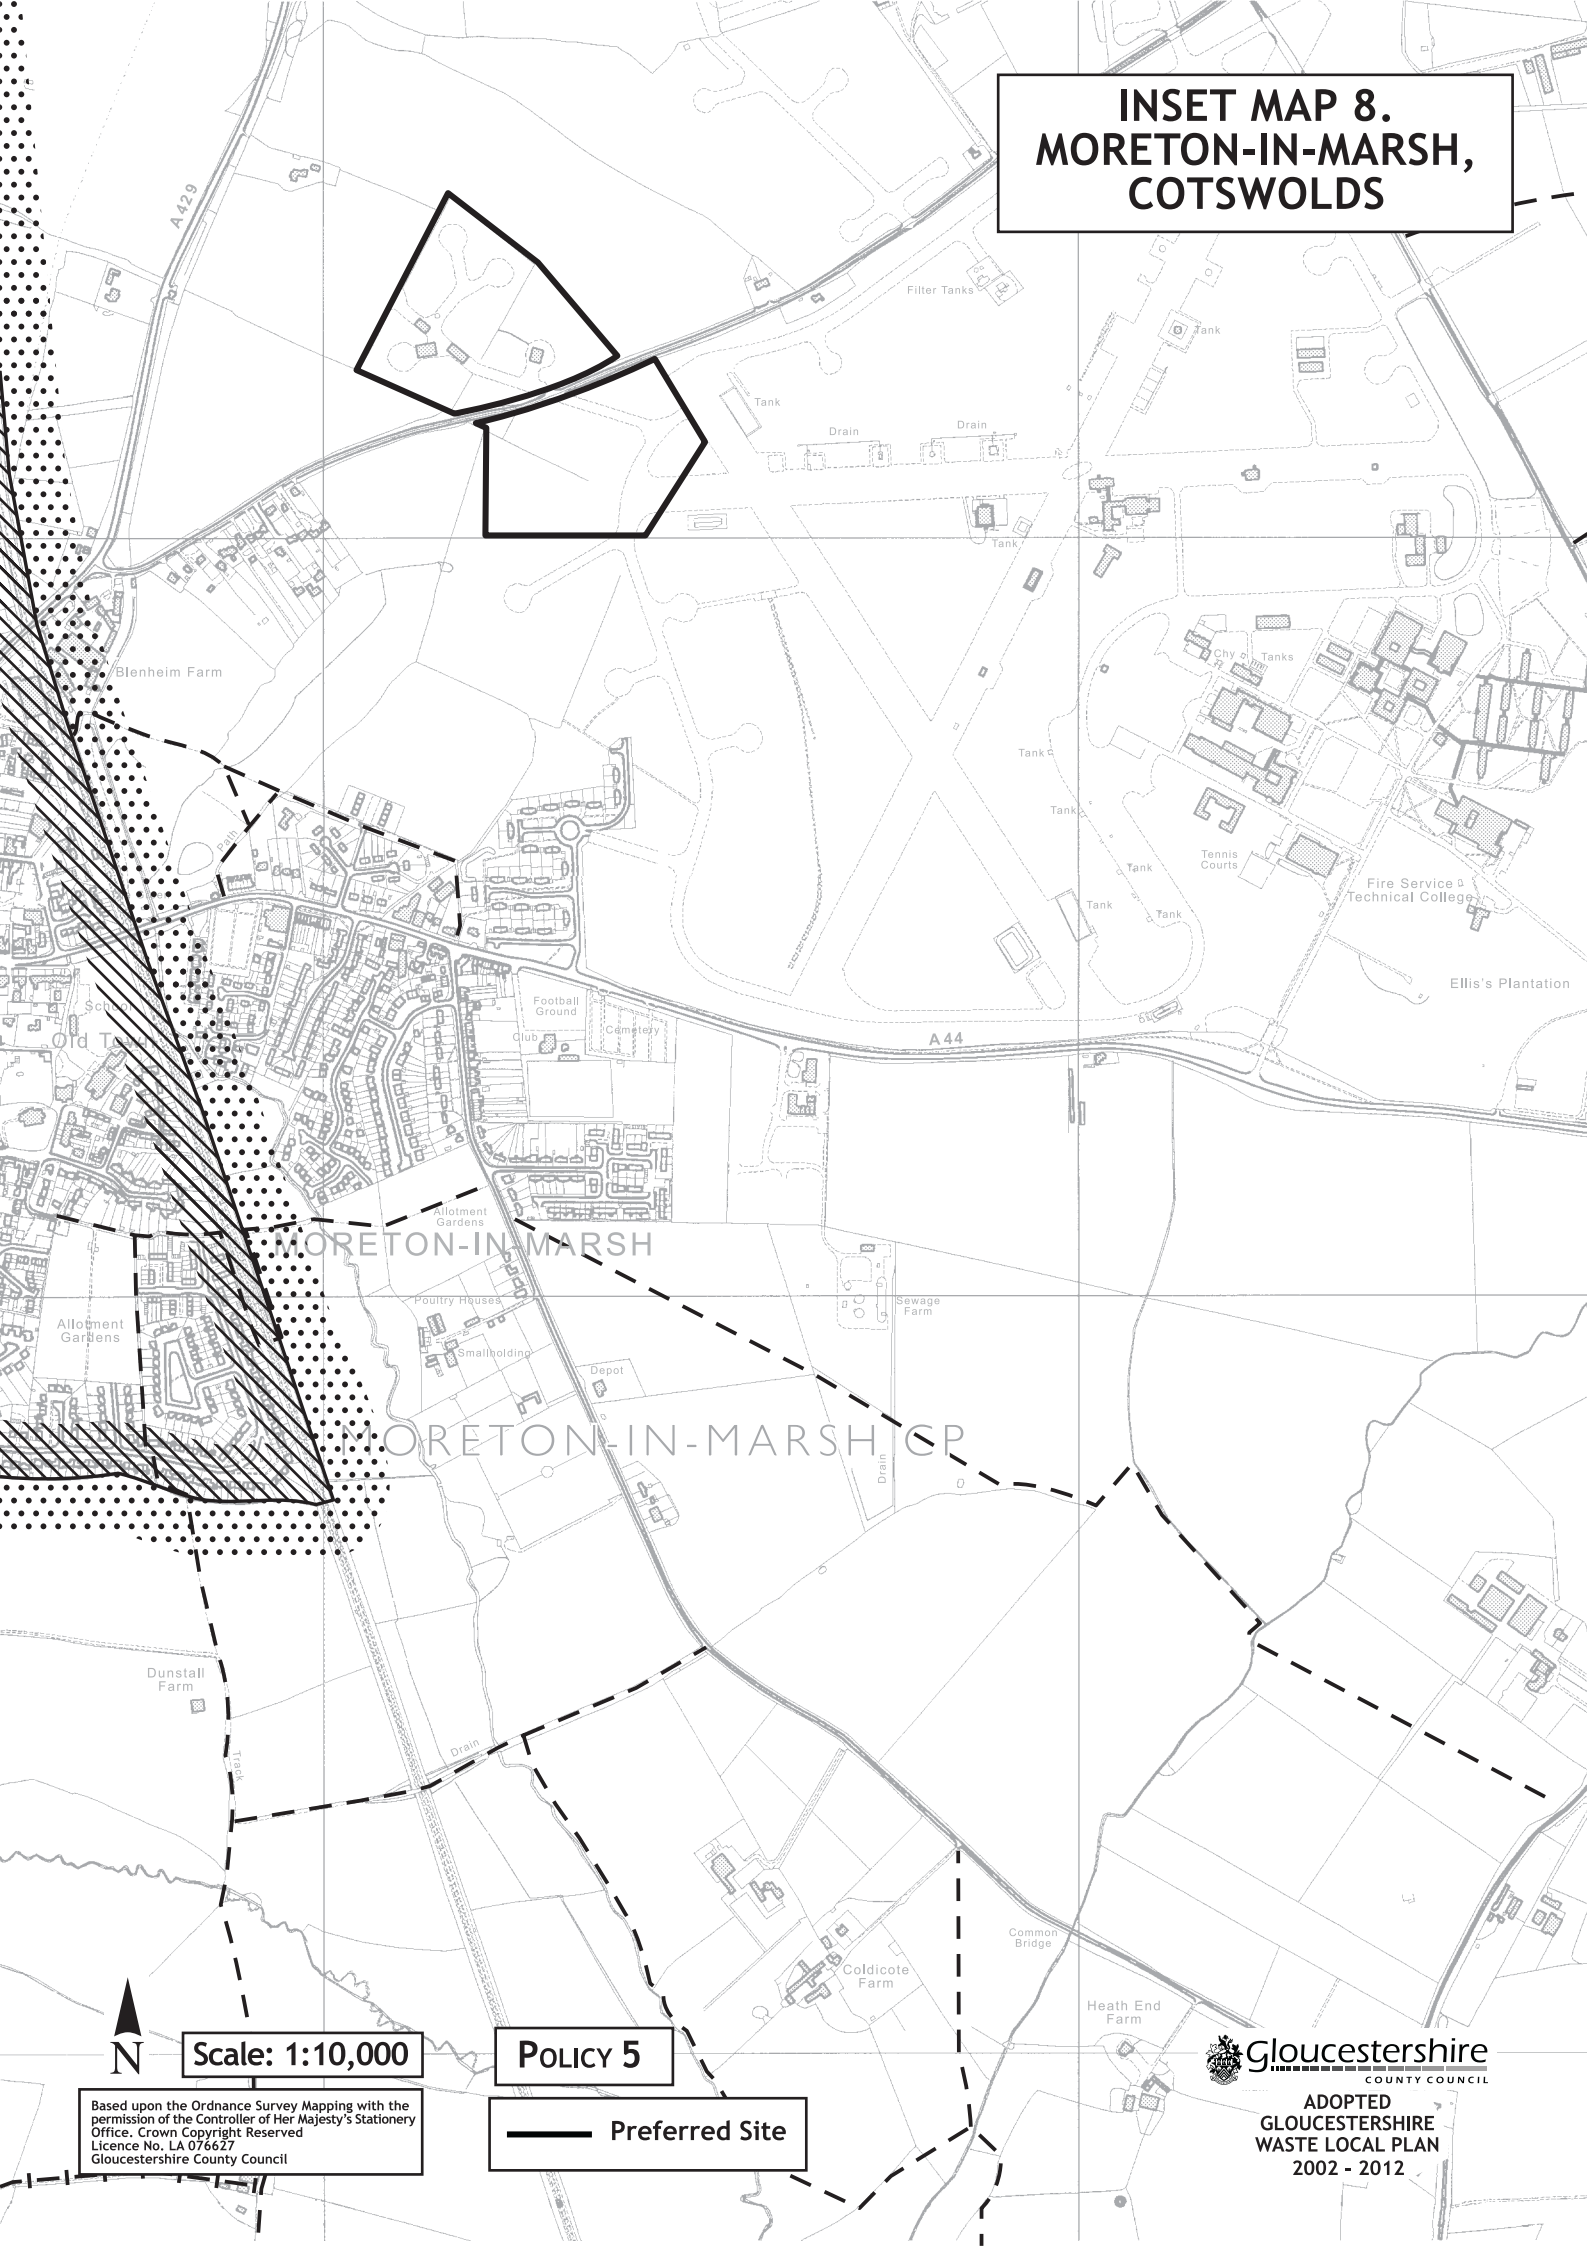 INSET MAP 8.
MORETON-IN-MARSH,
COTSWOLDS
A429
Filter Tanks
Tank
Tank
Drain
Drain
Tank
Blenheim Farm
Chy
Tanks
Tank
Path
Tank
Tennis
Courts
Tank
Fire Service
Technical College
Tank
Tank
Ellis's Plantation
School
Football
Ground
Cemetery
Club
Old Town
A44
Allotment
Gardens
MORETON-IN-MARSH
Poultry Houses
Sewage
Farm
Allotment
Gardens
Smallholding
Depot
MORETON-IN-MARSH CP
Drain
Dunstall
Farm
Track
Drain
Common
Bridge
Coldicote
Farm
Heath End
Farm
N
Scale: 1:10,000
POLICY 5
Based upon the Ordnance Survey Mapping with the
permission of the Controller of Her Majesty's Stationery
Office. Crown Copyright Reserved
Licence No. LA 076627
Gloucestershire County Council
Preferred Site
Gloucestershire
COUNTY COUNCIL
ADOPTED
GLOUCESTERSHIRE
WASTE LOCAL PLAN
2002 - 2012